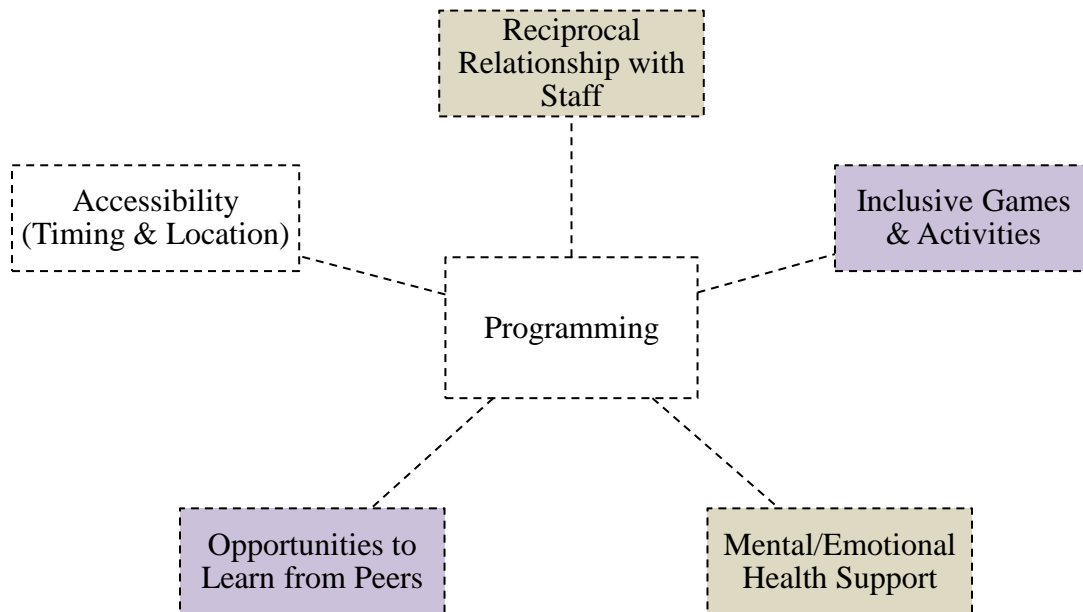 Reciprocal
Relationship with
Staff
Accessibility
(Timing & Location)
Inclusive Games
& Activities
Programming
Opportunities to
Learn from Peers
Mental/Emotional
Health Support